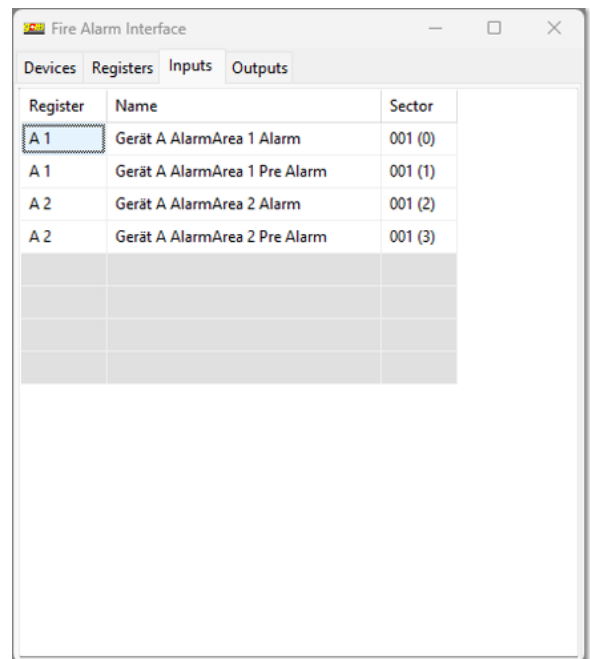 Fire Alarm Interface
Devices Registers Inputs Outputs
Register Name Sector
A 1 Gerät A AlarmArea 1 Alarm 001 (0)
A 1 Gerät A AlarmArea 1 Pre Alarm 001 (1)
A 2 Gerät A AlarmArea 2 Alarm 001 (2)
A 2 Gerät A AlarmArea 2 Pre Alarm 001 (3)